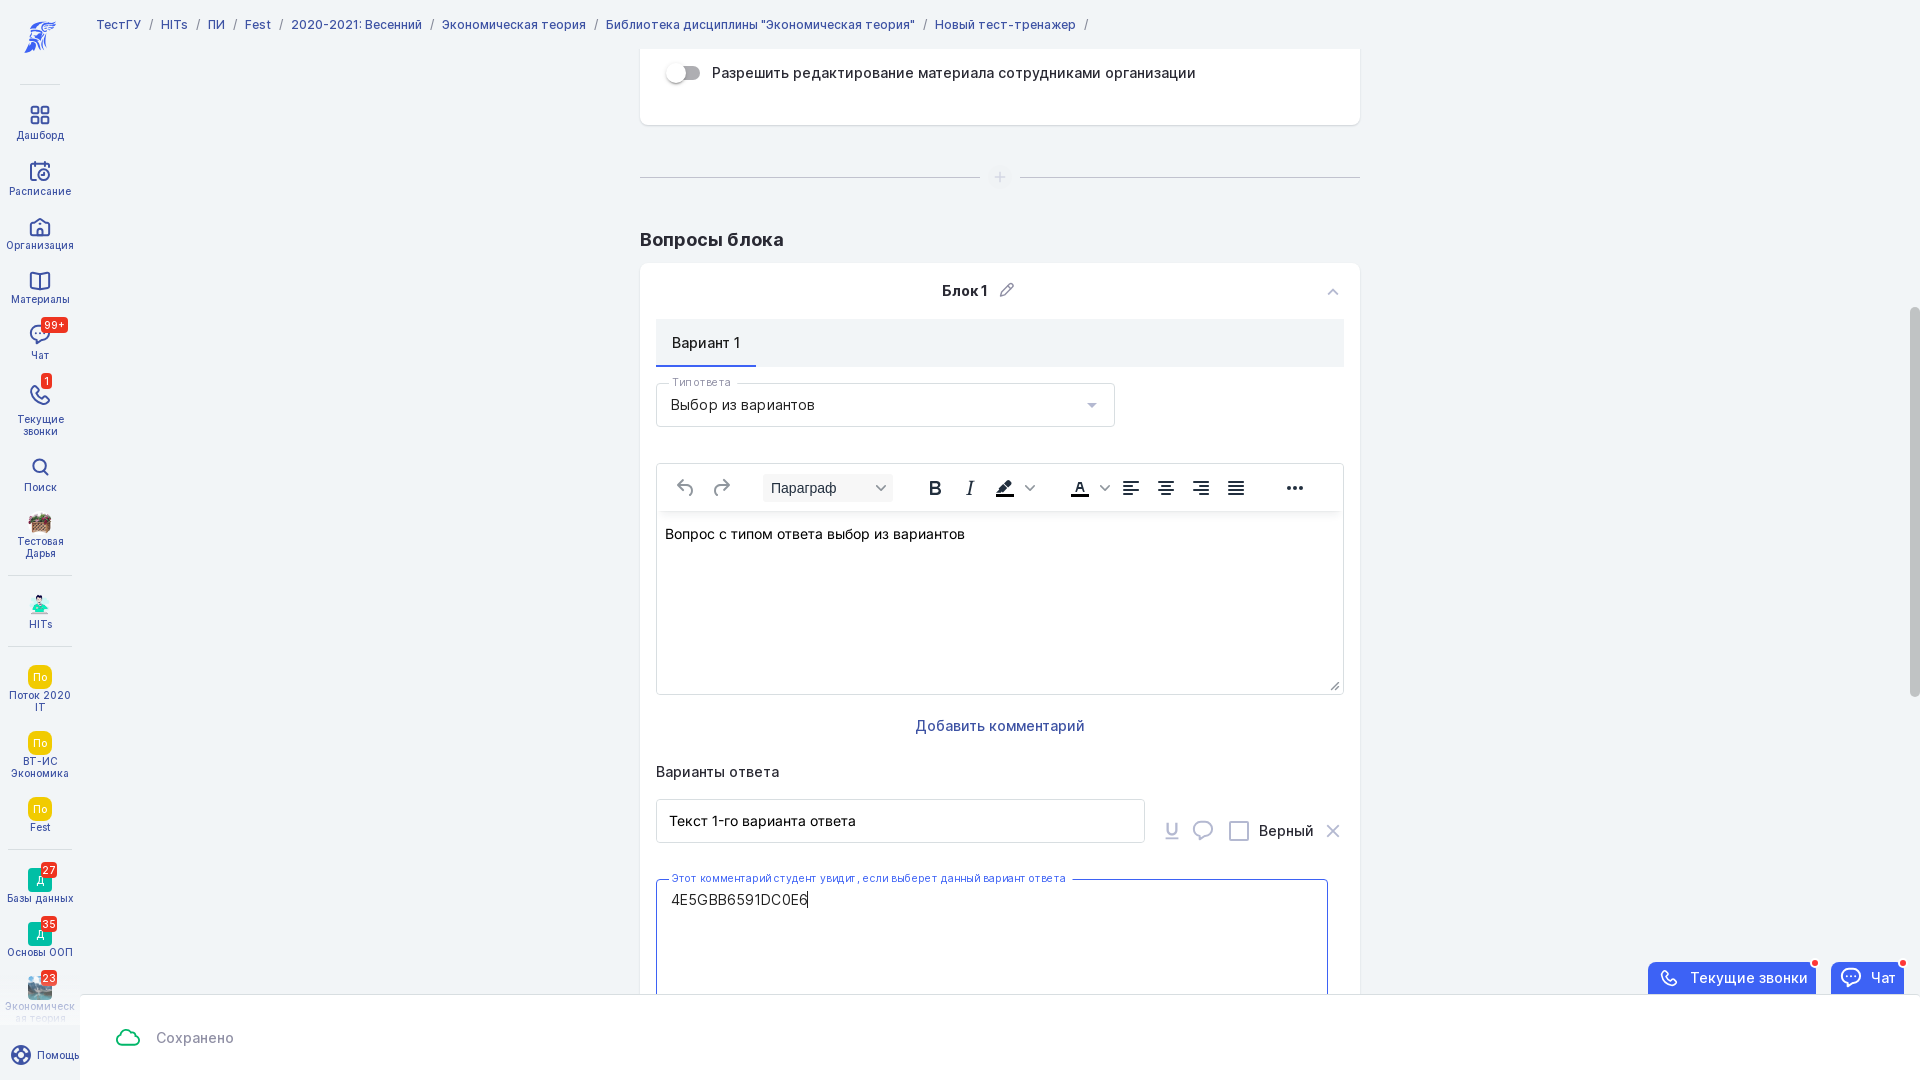 ТестГУ / HITs / ПИ / Fest / 2020-2021: Весенний / Экономическая теория / Библиотека дисциплины "Экономическая теория" / Новый тест-тренажер /
Дашборд
Расписание
Организация
Материалы
99+
Чат
1
Текущие
звонки
Поиск
Тестовая
Дарья
HITs
По
Поток 2020
IT
По
ВТ-ИС
Экономика
По
Fest
27
Д
Базы данных
35
Д
Основы ООП
23
Экономическ
ая теория
Помощь
Разрешить редактирование материала сотрудниками организации
Вопросы блока
Блок 1
Вариант 1
Тип ответа
Выбор из вариантов
Параграф
Вопрос с типом ответа выбор из вариантов
Добавить комментарий
Варианты ответа
Текст 1-го варианта ответа
Верный
Этот комментарий студент увидит, если выберет данный вариант ответа
4E5GBB6591DC0E6
Текущие звонки
Чат
Сохранено